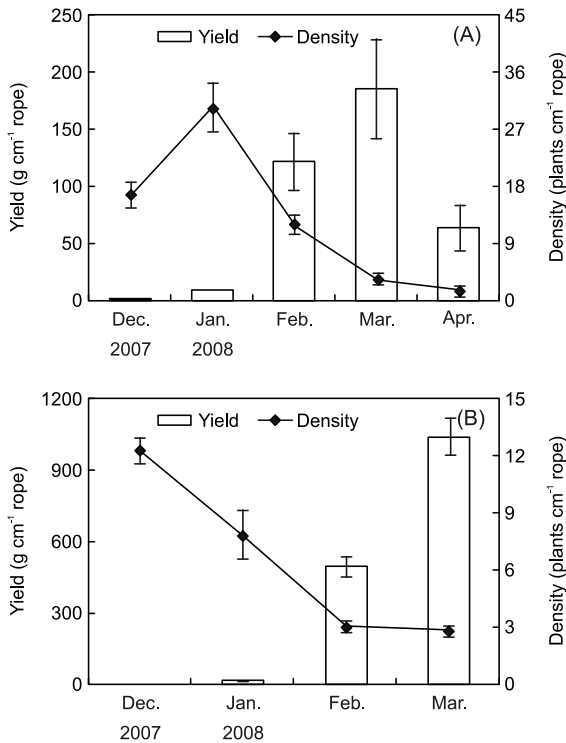 250 45
Yield Density (A)
200 36
150 27
100 18
50 9
0 0
Yield (g cm⁻¹ rope)
Density (plants cm⁻¹ rope)
Dec. Jan. Feb. Mar. Apr.
2007 2008
1200 15
Yield Density (B)
900 12
9
600
6
300 3
0 0
Yield (g cm⁻¹ rope)
Density (plants cm⁻¹ rope)
Dec. Jan. Feb. Mar.
2007 2008